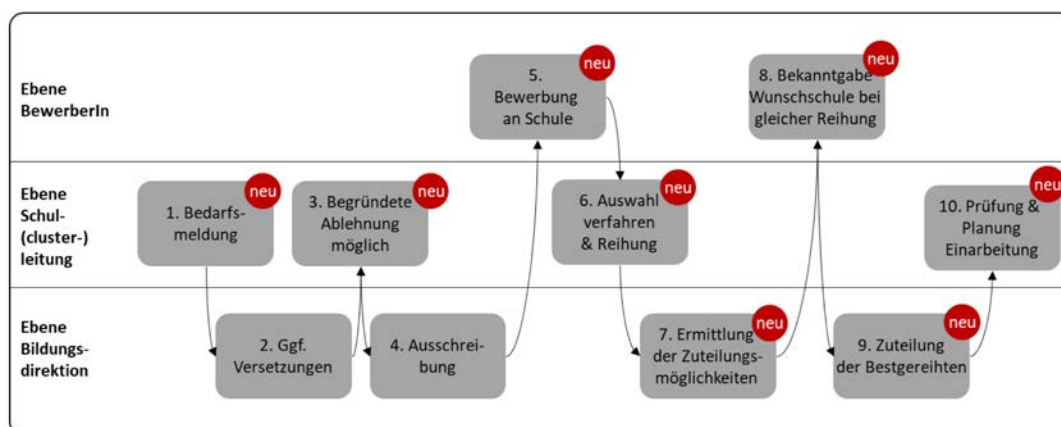 Ebene
BewerberIn
5.
Bewerbung
an Schule
neu
8. Bekanntgabe
Wunschschule bei
gleicher Reihung
neu
Ebene
Schul-
(cluster-)
leitung
1. Bedarfs-
meldung
neu
3. Begründete
Ablehnung
möglich
neu
6. Auswahl
verfahren
& Reihung
neu
10. Prüfung &
Planung
Einarbeitung
neu
Ebene
Bildungs-
direktion
2. Ggf.
Versetzungen
4. Ausschrei-
bung
7. Ermittlung
der Zuteilungs-
möglichkeiten
neu
9. Zuteilung
der Bestgereihten
neu